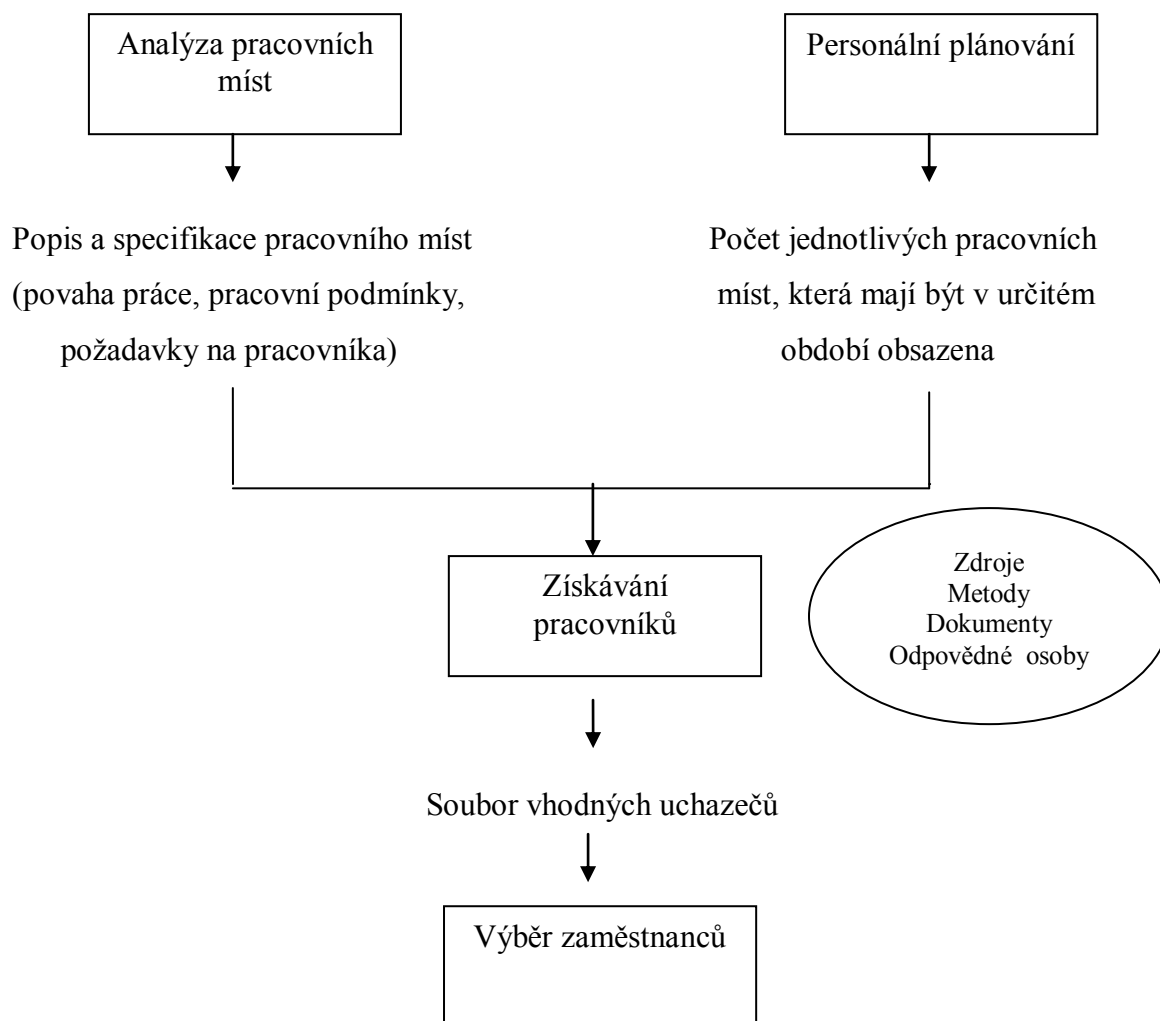 Analýza pracovních
míst
Personální plánování
Popis a specifikace pracovního míst
(povaha práce, pracovní podmínky,
požadavky na pracovníka)
Počet jednotlivých pracovních
míst, která mají být v určitém
období obsazena
Získávání
pracovníků
Zdroje
Metody
Dokumenty
Odpovědné osoby
Soubor vhodných uchazečů
Výběr zaměstnanců